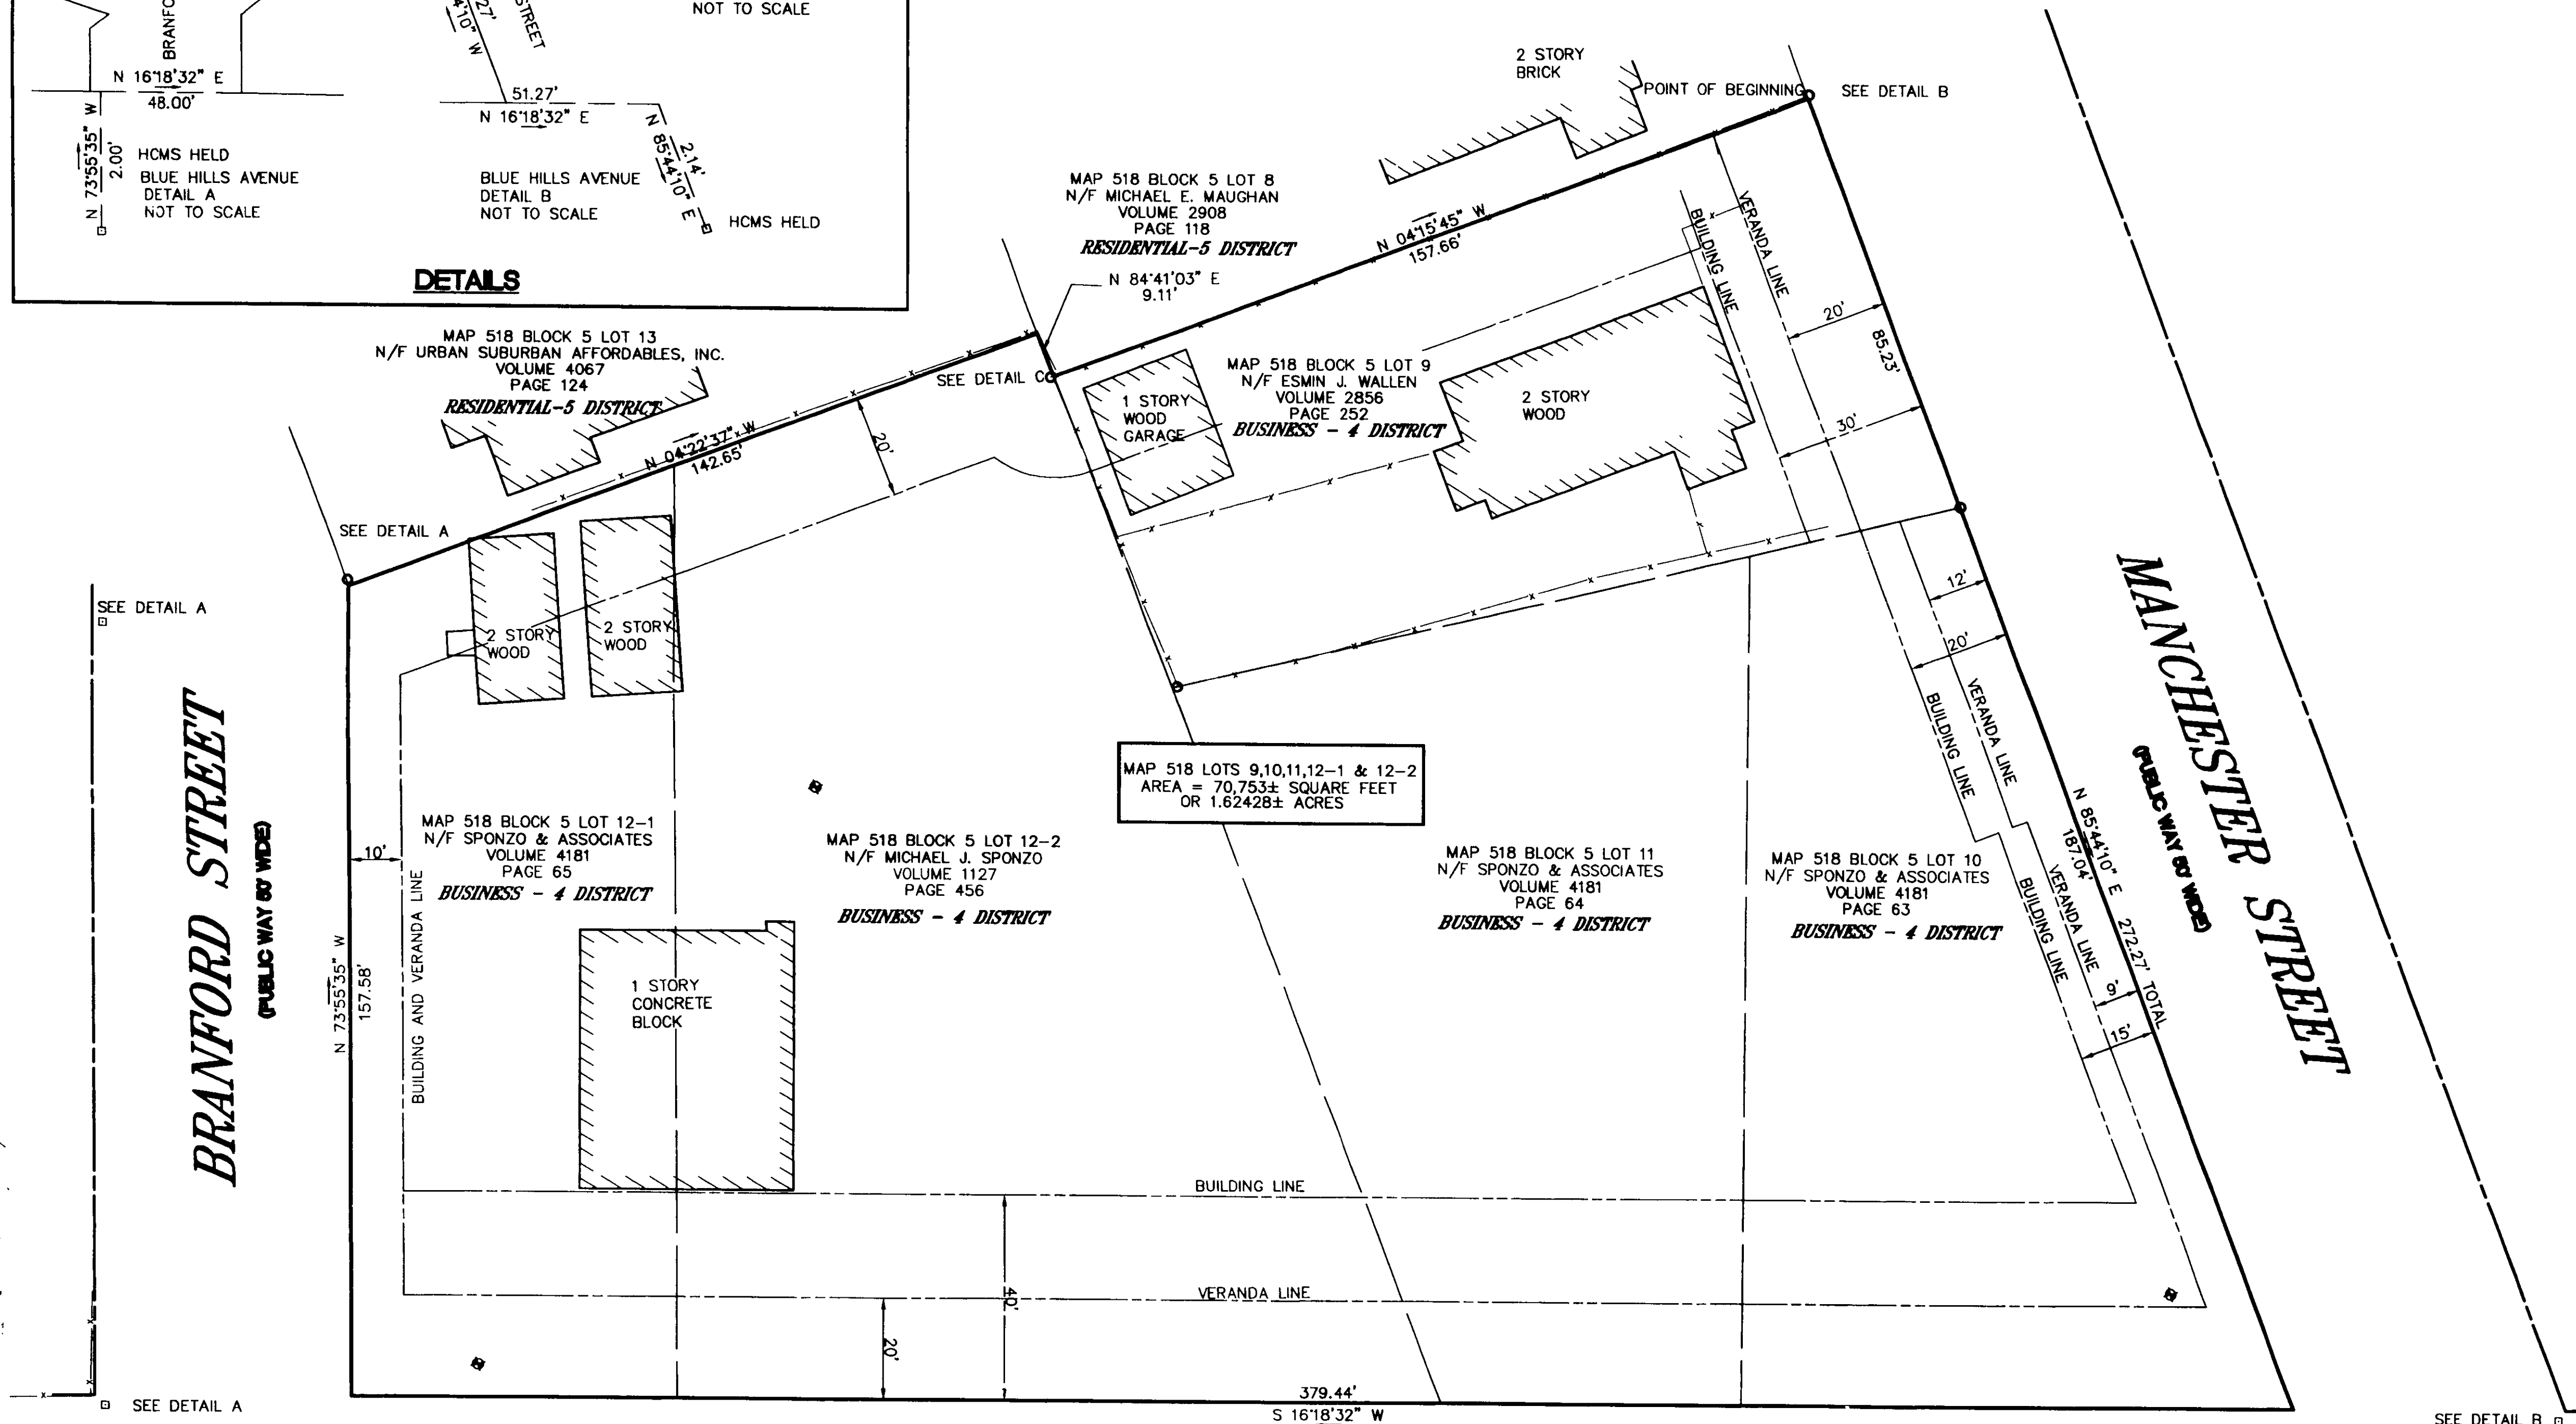 BRANFO
N 16°18'32" E
48.00'
N 73°55'35" W
2.00'
HCMS HELD
BLUE HILLS AVENUE
DETAIL A
NOT TO SCALE
STREET
27'
4'10" W
51.27'
N 16°18'32" E
N 85°44'10" E
2.14'
HCMS HELD
BLUE HILLS AVENUE
DETAIL B
NOT TO SCALE
NOT TO SCALE
DETAILS
2 STORY
BRICK
POINT OF BEGINNING
SEE DETAIL B
MAP 518 BLOCK 5 LOT 8
N/F MICHAEL E. MAUGHAN
VOLUME 2908
PAGE 118
RESIDENTIAL-5 DISTRICT
N 84°41'03" E
9.11'
N 04°15'45" W
157.66'
BUILDING LINE
VERANDA LINE
20'
85.23'
30'
MAP 518 BLOCK 5 LOT 13
N/F URBAN SUBURBAN AFFORDABLES, INC.
VOLUME 4067
PAGE 124
RESIDENTIAL-5 DISTRICT
SEE DETAIL C
N 04°22'37" W
142.65'
20'
1 STORY
WOOD
GARAGE
MAP 518 BLOCK 5 LOT 9
N/F ESMIN J. WALLEN
VOLUME 2856
PAGE 252
BUSINESS - 4 DISTRICT
2 STORY
WOOD
SEE DETAIL A
SEE DETAIL A
2 STORY
WOOD
2 STORY
WOOD
12'
20'
VERANDA LINE
BUILDING LINE
MANCHESTER STREET
(PUBLIC WAY 50' WIDE)
BRANFORD STREET
(PUBLIC WAY 50' WIDE)
MAP 518 LOTS 9,10,11,12-1 & 12-2
AREA = 70,753± SQUARE FEET
OR 1.62428± ACRES
N 85°44'10" E
187.04'
272.27' TOTAL
10'
BUILDING AND VERANDA LINE
N 73°55'35" W
157.58'
MAP 518 BLOCK 5 LOT 12-1
N/F SPONZO & ASSOCIATES
VOLUME 4181
PAGE 65
BUSINESS - 4 DISTRICT
MAP 518 BLOCK 5 LOT 12-2
N/F MICHAEL J. SPONZO
VOLUME 1127
PAGE 456
BUSINESS - 4 DISTRICT
MAP 518 BLOCK 5 LOT 11
N/F SPONZO & ASSOCIATES
VOLUME 4181
PAGE 64
BUSINESS - 4 DISTRICT
MAP 518 BLOCK 5 LOT 10
N/F SPONZO & ASSOCIATES
VOLUME 4181
PAGE 63
BUSINESS - 4 DISTRICT
BUILDING LINE
VERANDA LINE
9'
15'
1 STORY
CONCRETE
BLOCK
BUILDING LINE
VERANDA LINE
40'
20'
379.44'
S 16°18'32" W
SEE DETAIL A
SEE DETAIL B